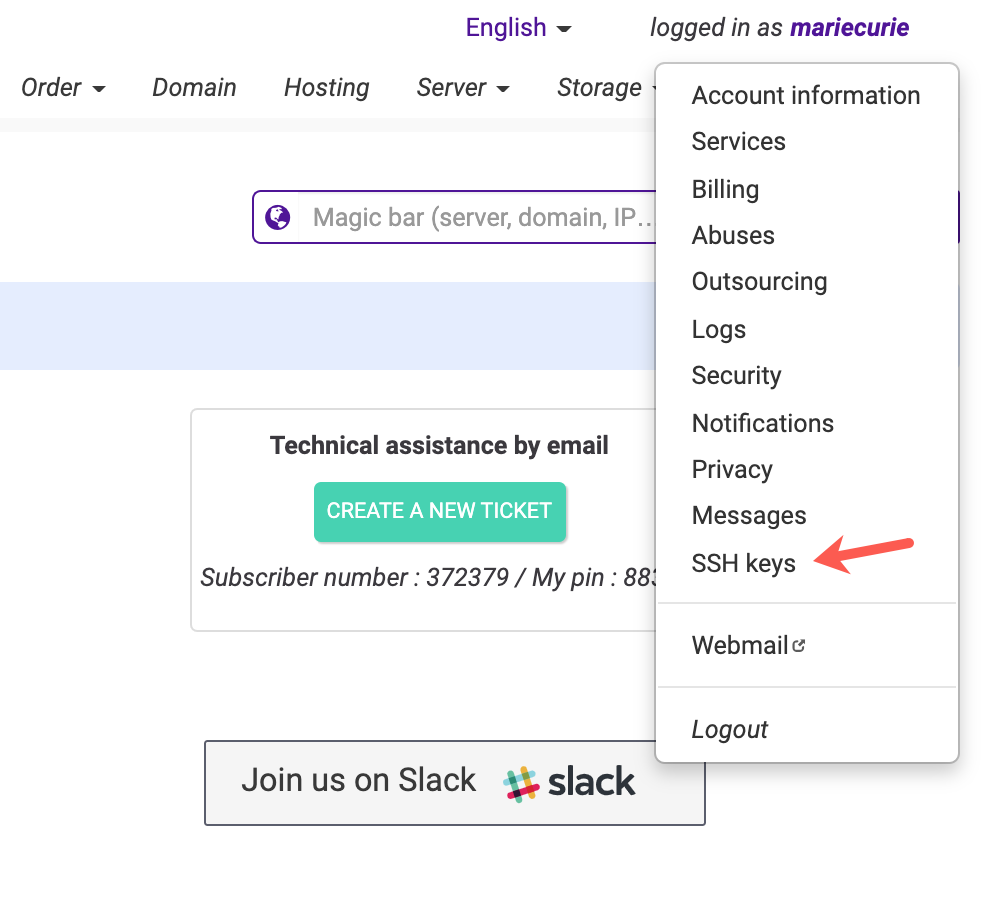 English
logged in as mariecurie
Order
Domain
Hosting
Server
Storage
Account information
Services
Billing
Abuses
Outsourcing
Logs
Security
Notifications
Privacy
Messages
SSH keys
Webmail
Logout
Magic bar (server, domain, IP…
Technical assistance by email
CREATE A NEW TICKET
Subscriber number : 372379 / My pin :
Join us on Slack
slack